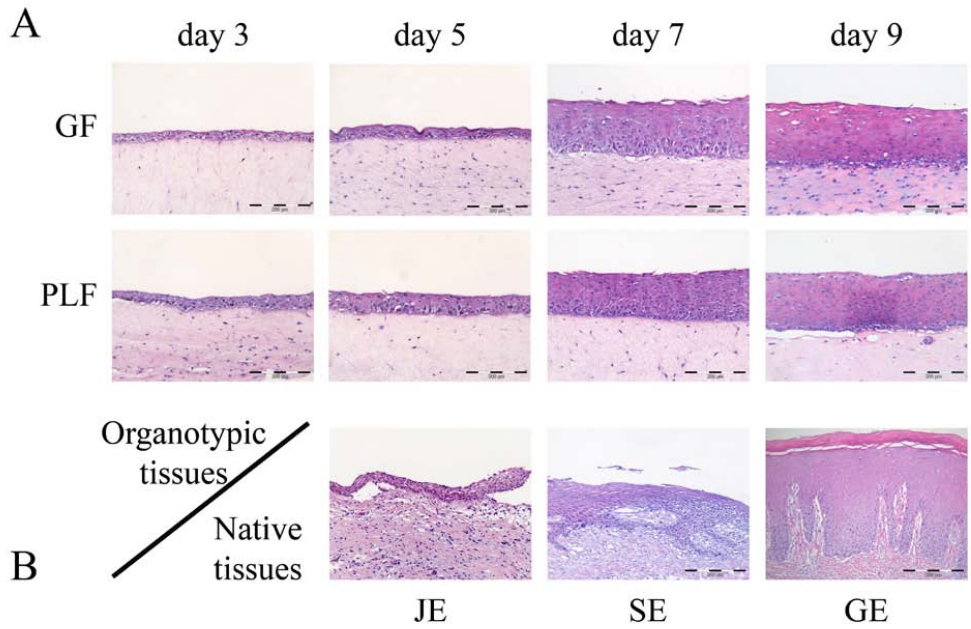 A
day 3 day 5 day 7 day 9
GF
PLF
Organotypic
tissues
Native
tissues
B
JE SE GE